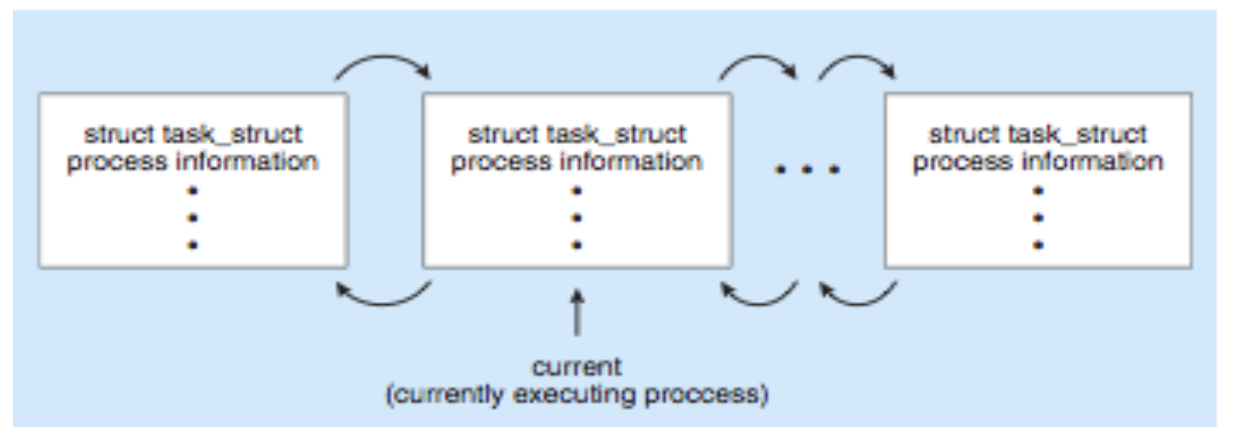 struct task_struct
process information
struct task_struct
process information
. . .
struct task_struct
process information
current
(currently executing proccess)